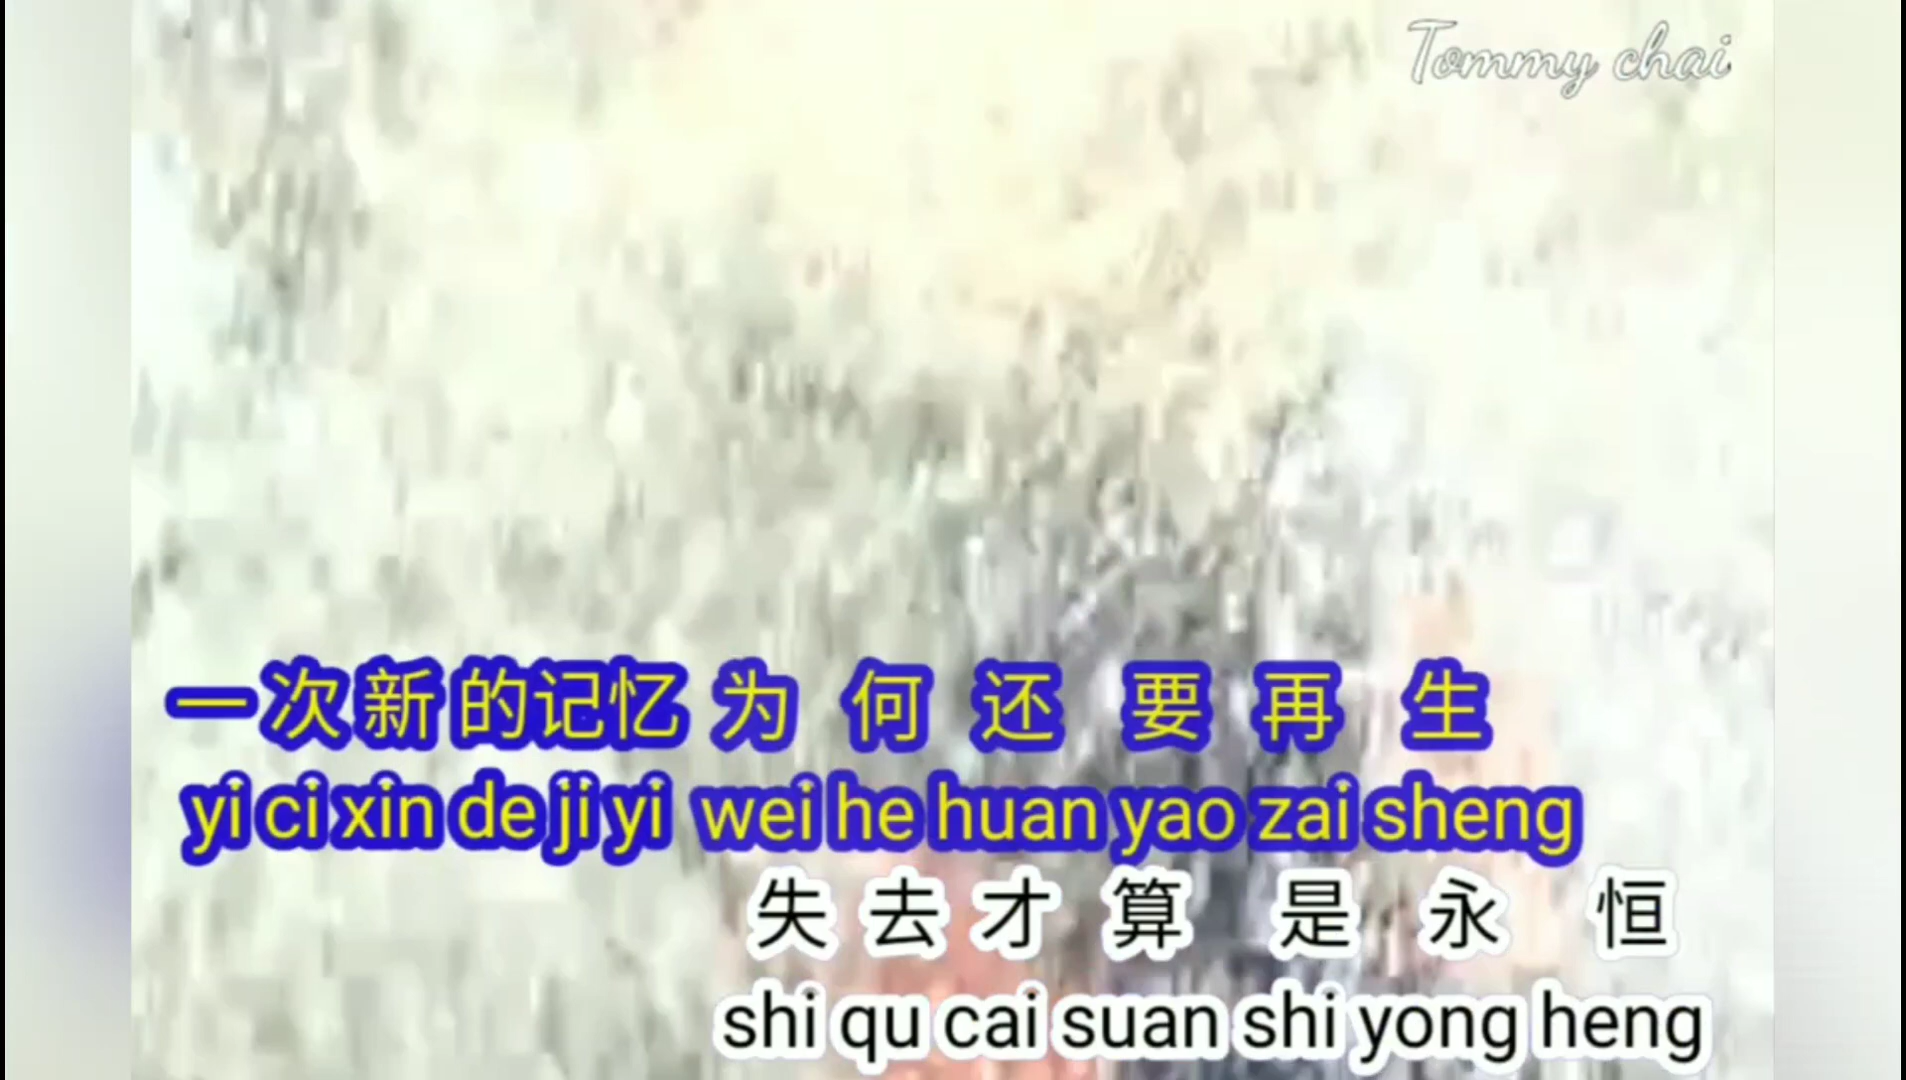 Tommy chai
一次新的记忆 为 何 还 要 再 生
yi ci xin de ji yi wei he huan yao zai sheng
失 去 才 算 是 永 恒
shi qu cai suan shi yong heng